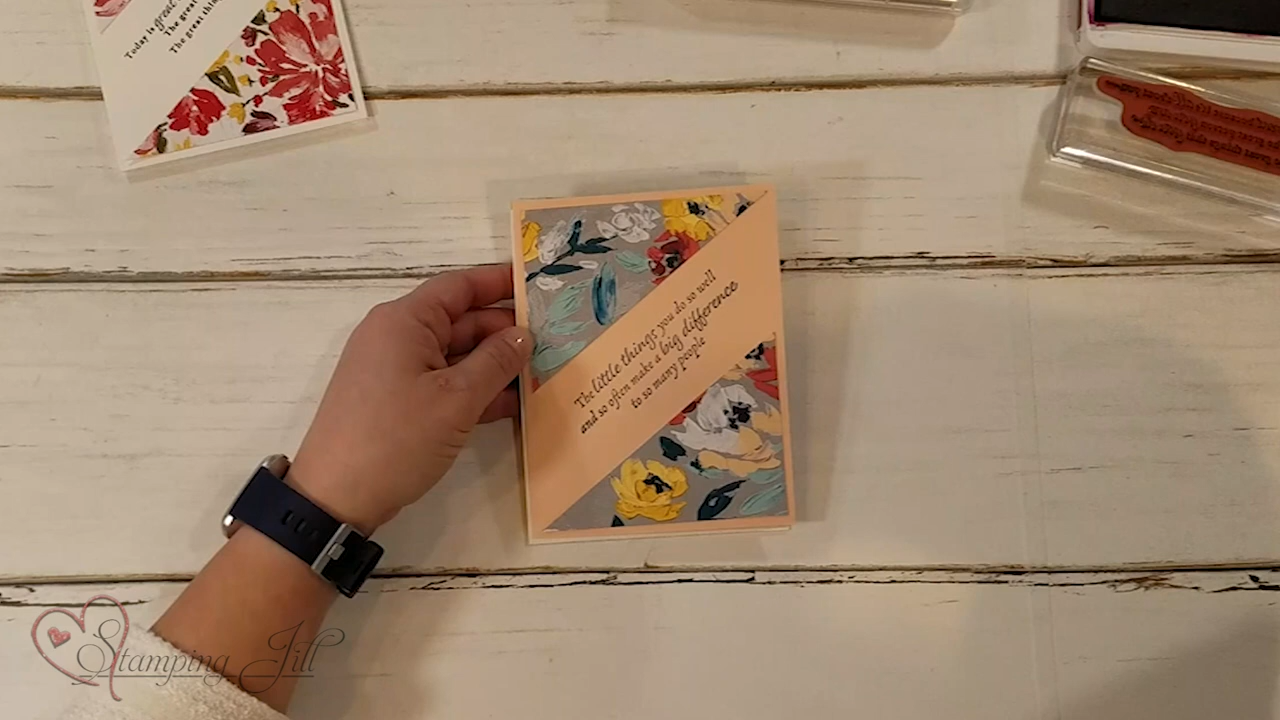 Today is great
The great
The great thin
The little things you do so well
and so often make a big difference
to so many people
Stamping Jill